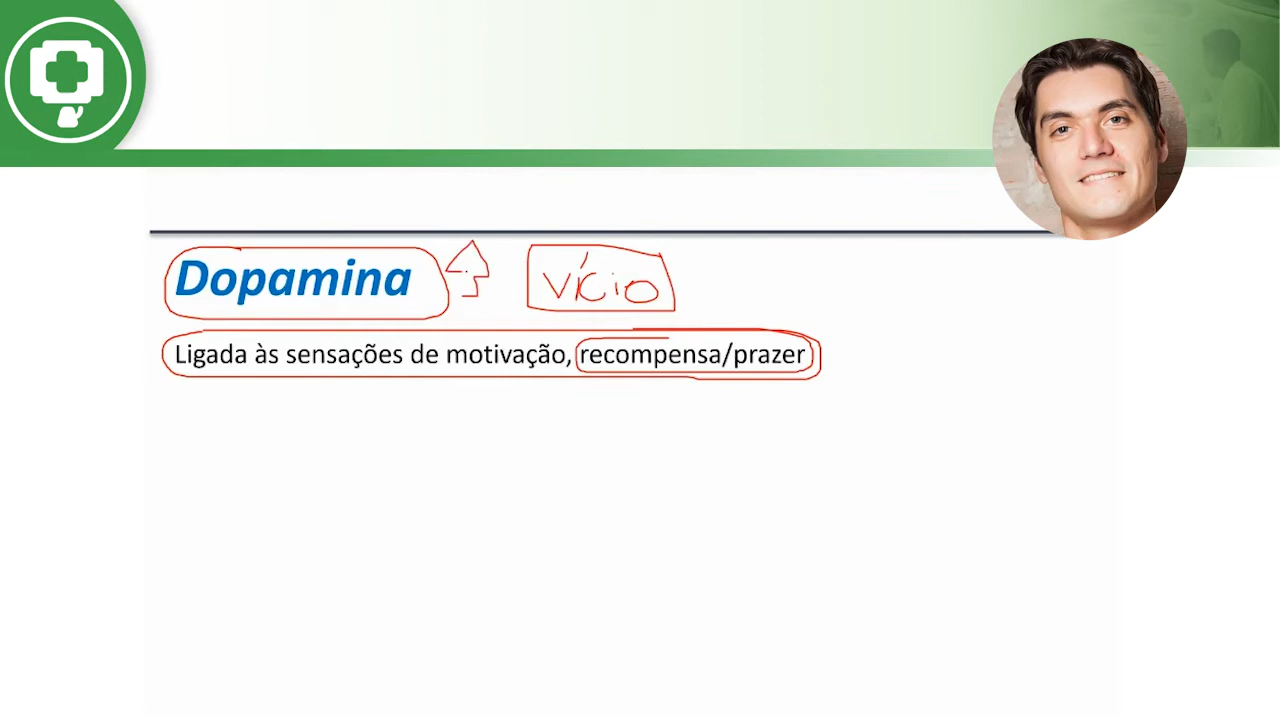 Dopamina vício
Ligada às sensações de motivação, recompensa/prazer